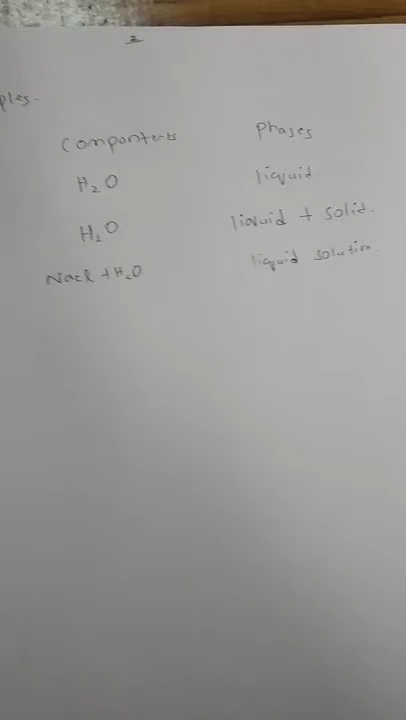 ples.
Components Phases
H₂O liquid.
H₂O liquid + solid.
NaCl + H₂O liquid solution.